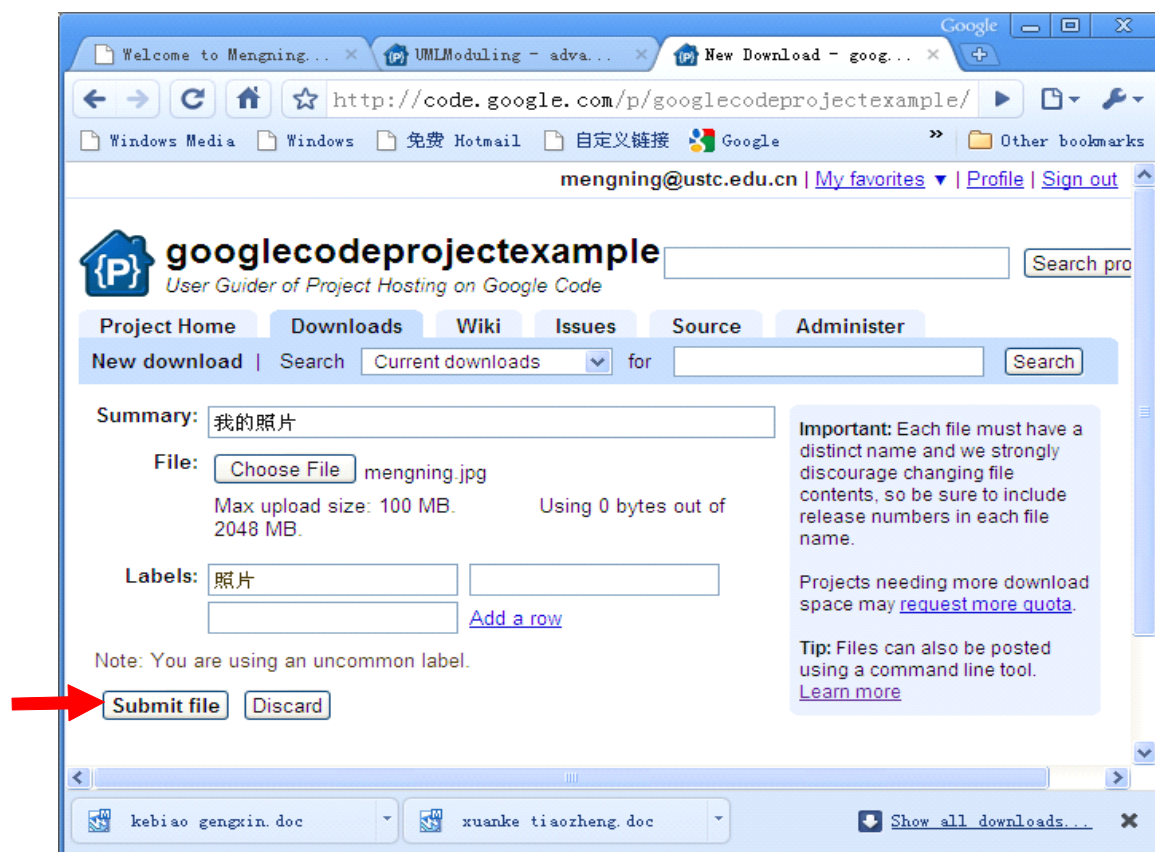 Google
Welcome to Mengning... UMLModuling - adva... New Download - goog...
http://code.google.com/p/googlecodeprojectexample/
Windows Media Windows 免费 Hotmail 自定义链接 Google » Other bookmarks
mengning@ustc.edu.cn | My favorites ▼ | Profile | Sign out
{P} googlecodeprojectexample Search pro
User Guider of Project Hosting on Google Code
Project Home Downloads Wiki Issues Source Administer
New download | Search Current downloads for Search
Summary: 我的照片
File: Choose File mengning.jpg
Max upload size: 100 MB. Using 0 bytes out of
2048 MB.
Labels: 照片
Add a row
Note: You are using an uncommon label.
Submit file Discard
Important: Each file must have a
distinct name and we strongly
discourage changing file
contents, so be sure to include
release numbers in each file
name.
Projects needing more download
space may request more quota.
Tip: Files can also be posted
using a command line tool.
Learn more
kebiao gengxin.doc xuanke tiaozheng.doc Show all downloads...